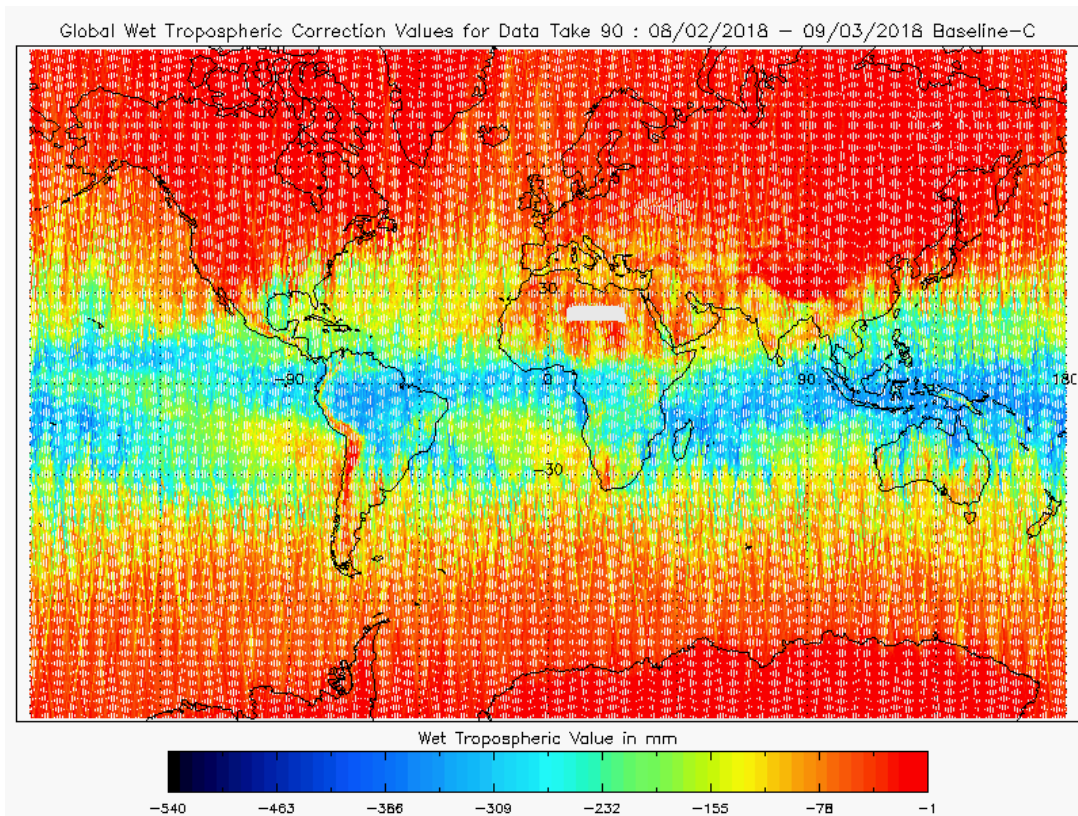 Global Wet Tropospheric Correction Values for Data Take 90 : 08/02/2018 – 09/03/2018 Baseline–C
30
−90 0 90 180
−30
Wet Tropospheric Value in mm
−540 −463 −386 −309 −232 −155 −78 −1